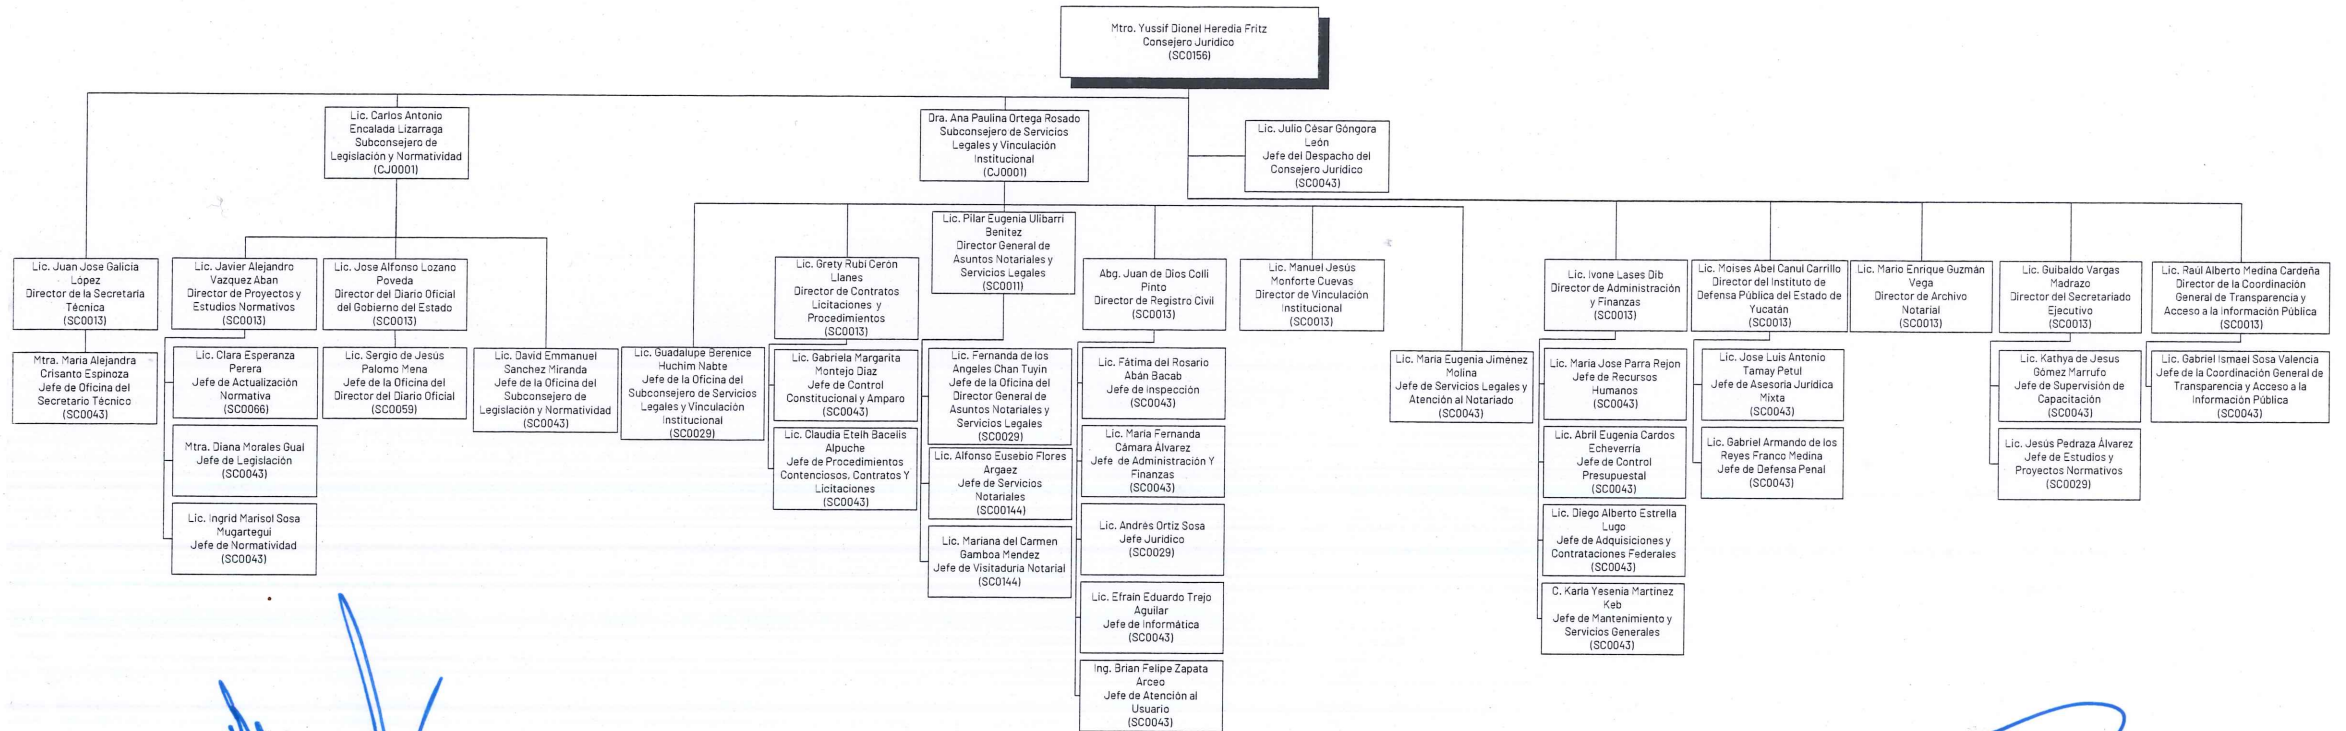 Mtro. Yussif Dionel Heredia Fritz
Consejero Jurídico
(SC0156)
Lic. Carlos Antonio
Encalada Lizarraga
Subconsejero de
Legislación y Normatividad
(CJ0001)
Dra. Ana Paulina Ortega Rosado
Subconsejero de Servicios
Legales y Vinculación
Institucional
(CJ0001)
Lic. Julio César Góngora
León
Jefe del Despacho del
Consejero Jurídico
(SC0043)
Lic. Juan Jose Galicia
López
Director de la Secretaría
Técnica
(SC0013)
Mtra. Maria Alejandra
Crisanto Espinoza
Jefe de Oficina del
Secretario Técnico
(SC0043)
Lic. Javier Alejandro
Vazquez Aban
Director de Proyectos y
Estudios Normativos
(SC0013)
Lic. Clara Esperanza
Perera
Jefe de Actualización
Normativa
(SC0066)
Mtra. Diana Morales Gual
Jefe de Legislación
(SC0043)
Lic. Ingrid Marisol Sosa
Mugartegui
Jefe de Normatividad
(SC0043)
Lic. Jose Alfonso Lozano
Poveda
Director del Diario Oficial
del Gobierno del Estado
(SC0013)
Lic. Sergio de Jesús
Palomo Mena
Jefe de la Oficina del
Director del Diario Oficial
(SC0059)
Lic. David Emmanuel
Sanchez Miranda
Jefe de la Oficina del
Subconsejero de
Legislación y Normatividad
(SC0043)
Lic. Guadalupe Berenice
Huchim Nabte
Jefe de la Oficina del
Subconsejero de Servicios
Legales y Vinculación
Institucional
(SC0029)
Lic. Grety Rubí Cerón
Llanes
Director de Contratos
Licitaciones y
Procedimientos
(SC0013)
Lic. Gabriela Margarita
Montejo Diaz
Jefe de Control
Constitucional y Amparo
(SC0043)
Lic. Claudia Etelh Bacelis
Alpuche
Jefe de Procedimientos
Contenciosos, Contratos Y
Licitaciones
(SC0043)
Lic. Pilar Eugenia Ulibarri
Benitez
Director General de
Asuntos Notariales y
Servicios Legales
(SC0011)
Lic. Fernanda de los
Angeles Chan Tuyin
Jefe de la Oficina del
Director General de
Asuntos Notariales y
Servicios Legales
(SC0029)
Lic. Alfonso Eusebio Flores
Argaez
Jefe de Servicios
Notariales
(SC00144)
Lic. Mariana del Carmen
Gamboa Mendez
Jefe de Visitaduria Notarial
(SC0144)
Abg. Juan de Dios Colli
Pinto
Director de Registro Civil
(SC0013)
Lic. Fátima del Rosario
Abán Bacab
Jefe de Inspección
(SC0043)
Lic. María Fernanda
Cámara Álvarez
Jefe de Administración Y
Finanzas
(SC0043)
Lic. Andrés Ortiz Sosa
Jefe Jurídico
(SC0029)
Lic. Efraín Eduardo Trejo
Aguilar
Jefe de Informática
(SC0043)
Ing. Brian Felipe Zapata
Arceo
Jefe de Atención al
Usuario
(SC0043)
Lic. Manuel Jesús
Monforte Cuevas
Director de Vinculación
Institucional
(SC0013)
Lic. María Eugenia Jiménez
Molina
Jefe de Servicios Legales y
Atención al Notariado
(SC0043)
Lic. Ivone Lases Dib
Director de Administración
y Finanzas
(SC0013)
Lic. Maria Jose Parra Rejon
Jefe de Recursos
Humanos
(SC0043)
Lic. Abril Eugenia Cardos
Echeverría
Jefe de Control
Presupuestal
(SC0043)
Lic. Diego Alberto Estrella
Lugo
Jefe de Adquisiciones y
Contrataciones Federales
(SC0043)
C. Karla Yesenia Martinez
Keb
Jefe de Mantenimiento y
Servicios Generales
(SC0043)
Lic. Moises Abel Canul Carrillo
Director del Instituto de
Defensa Pública del Estado de
Yucatán
(SC0013)
Lic. Jose Luis Antonio
Tamay Petul
Jefe de Asesoria Jurídica
Mixta
(SC0043)
Lic. Gabriel Armando de los
Reyes Franco Medina
Jefe de Defensa Penal
(SC0043)
Lic. Mario Enrique Guzmán
Vega
Director de Archivo
Notarial
(SC0013)
Lic. Guibaldo Vargas
Madrazo
Director del Secretariado
Ejecutivo
(SC0013)
Lic. Kathya de Jesus
Gómez Marrufo
Jefe de Supervisión de
Capacitación
(SC0043)
Lic. Jesús Pedraza Álvarez
Jefe de Estudios y
Proyectos Normativos
(SC0029)
Lic. Raúl Alberto Medina Cardeña
Director de la Coordinación
General de Transparencia y
Acceso a la Información Pública
(SC0013)
Lic. Gabriel Ismael Sosa Valencia
Jefe de la Coordinación General de
Transparencia y Acceso a la
Información Pública
(SC0043)